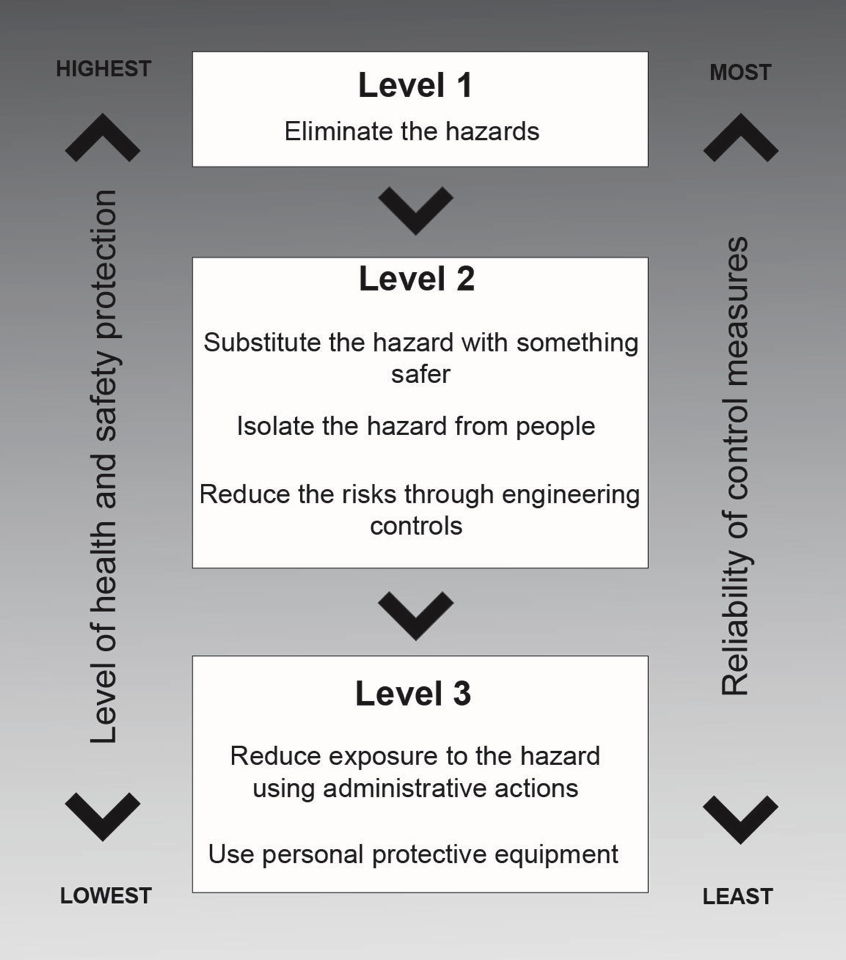 HIGHEST
MOST
Level 1
Eliminate the hazards
Level of health and safety protection
Reliability of control measures
Level 2
Substitute the hazard with something
safer
Isolate the hazard from people
Reduce the risks through engineering
controls
Level 3
Reduce exposure to the hazard
using administrative actions
Use personal protective equipment
LOWEST
LEAST